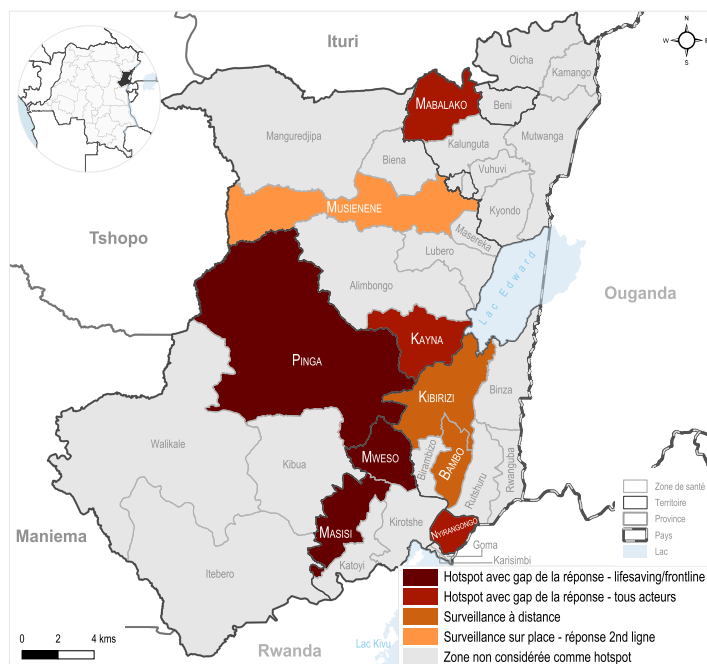 Ituri
N
W
E
S
Oicha
Kamango
Mabalako
Beni
Manguredjipa
Mutwanga
Kalunguta
Biena
Vuhuvi
Musienene
Kyondo
Masereka
Tshopo
Lubero
Alimbongo
Lac Edward
Ouganda
Kayna
Pinga
Kibirizi
Binza
Walikale
Kibua
Mweso
Birambizo
Bambo
Rutshuru
Rwanguba
Masisi
Kirotshe
Nyirangongo
Maniema
Goma
Karisimbi
Katoyi
Itebero
Rwanda
Lac Kivu
0 2 4 kms
Zone de santé
Territoire
Province
Pays
Lac
Hotspot avec gap de la réponse - lifesaving/frontline
Hotspot avec gap de la réponse - tous acteurs
Surveillance à distance
Surveillance sur place - réponse 2nd ligne
Zone non considérée comme hotspot